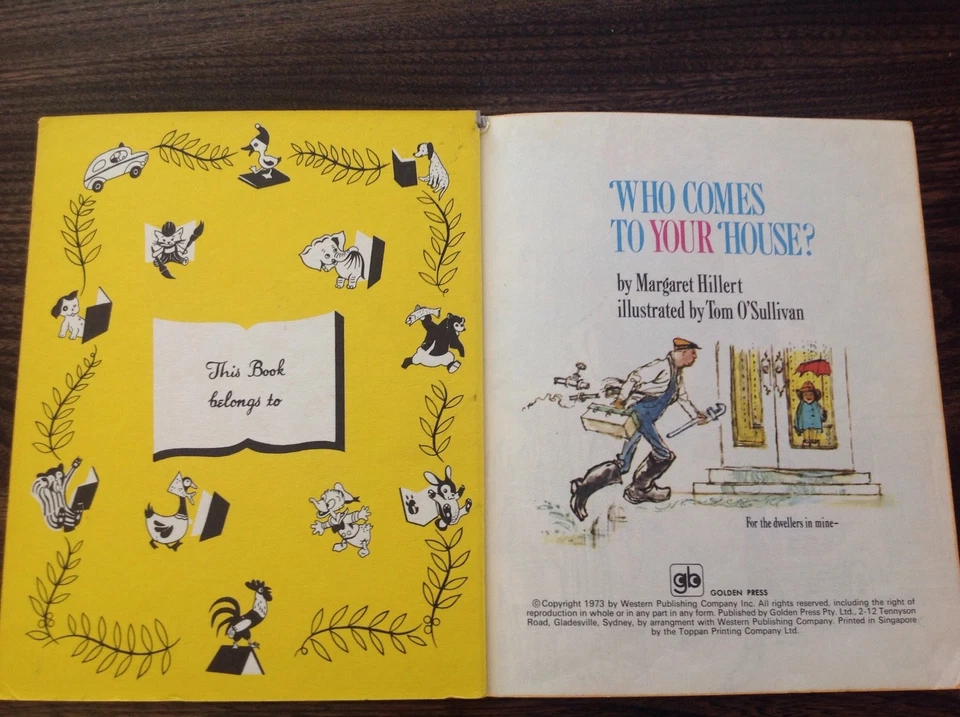 This Book
belongs to
WHO COMES
TO YOUR HOUSE?
by Margaret Hillert
illustrated by Tom O'Sullivan
For the dwellers in mine–
gb
GOLDEN PRESS
©Copyright 1973 by Western Publishing Company Inc. All rights reserved, including the right of
reproduction in whole or in part in any form. Published by Golden Press Pty. Ltd., 2-12 Tennyson
Road, Gladesville, Sydney, by arrangment with Western Publishing Company. Printed in Singapore
by the Toppan Printing Company Ltd.